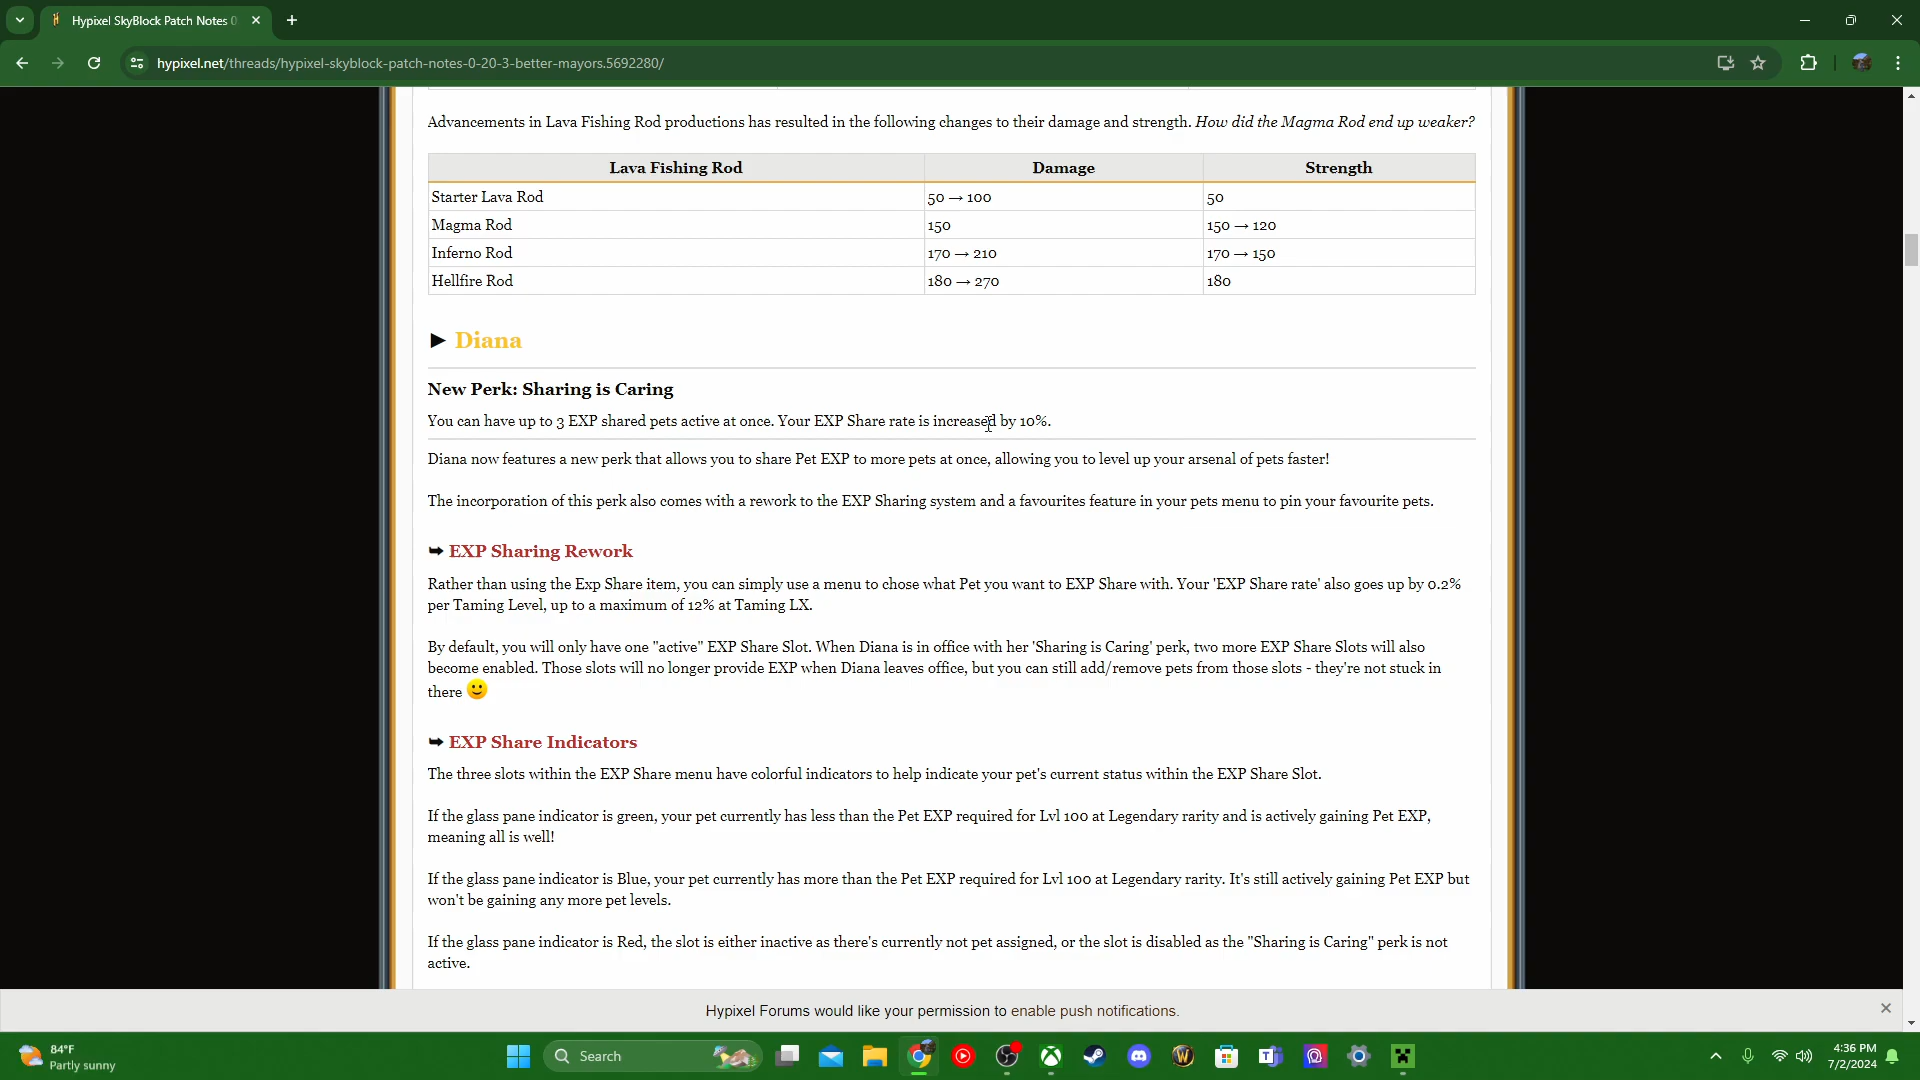 Hypixel SkyBlock Patch Notes 0
hypixel.net/threads/hypixel-skyblock-patch-notes-0-20-3-better-mayors.5692280/
Advancements in Lava Fishing Rod productions has resulted in the following changes to their damage and strength. How did the Magma Rod end up weaker?
Lava Fishing Rod Damage Strength
Starter Lava Rod 50 → 100 50
Magma Rod 150 150 → 120
Inferno Rod 170 → 210 170 → 150
Hellfire Rod 180 → 270 180
► Diana
New Perk: Sharing is Caring
You can have up to 3 EXP shared pets active at once. Your EXP Share rate is increased by 10%.
Diana now features a new perk that allows you to share Pet EXP to more pets at once, allowing you to level up your arsenal of pets faster!
The incorporation of this perk also comes with a rework to the EXP Sharing system and a favourites feature in your pets menu to pin your favourite pets.
➥ EXP Sharing Rework
Rather than using the Exp Share item, you can simply use a menu to chose what Pet you want to EXP Share with. Your 'EXP Share rate' also goes up by 0.2%
per Taming Level, up to a maximum of 12% at Taming LX.
By default, you will only have one "active" EXP Share Slot. When Diana is in office with her 'Sharing is Caring' perk, two more EXP Share Slots will also
become enabled. Those slots will no longer provide EXP when Diana leaves office, but you can still add/remove pets from those slots - they're not stuck in
there 🙂
➥ EXP Share Indicators
The three slots within the EXP Share menu have colorful indicators to help indicate your pet's current status within the EXP Share Slot.
If the glass pane indicator is green, your pet currently has less than the Pet EXP required for Lvl 100 at Legendary rarity and is actively gaining Pet EXP,
meaning all is well!
If the glass pane indicator is Blue, your pet currently has more than the Pet EXP required for Lvl 100 at Legendary rarity. It's still actively gaining Pet EXP but
won't be gaining any more pet levels.
If the glass pane indicator is Red, the slot is either inactive as there's currently not pet assigned, or the slot is disabled as the "Sharing is Caring" perk is not
active.
Hypixel Forums would like your permission to enable push notifications.
84°F
Partly sunny
Search
4:36 PM
7/2/2024